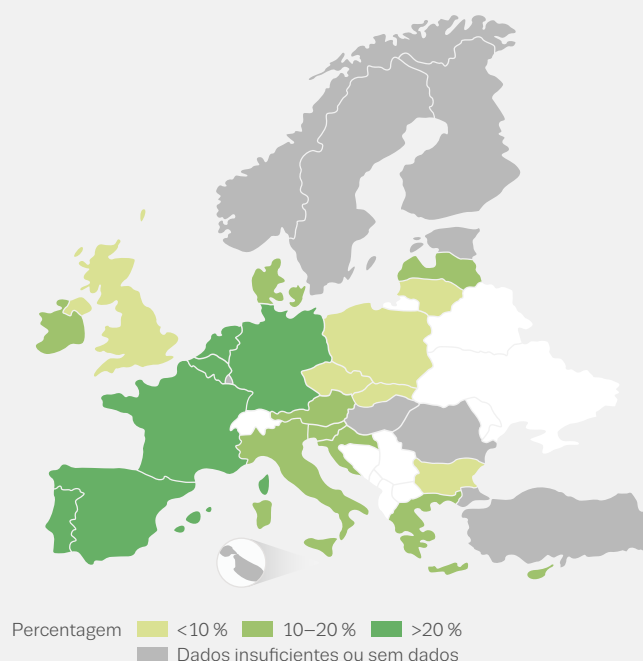 Percentagem <10 % 10–20 % >20 %
Dados insuficientes ou sem dados